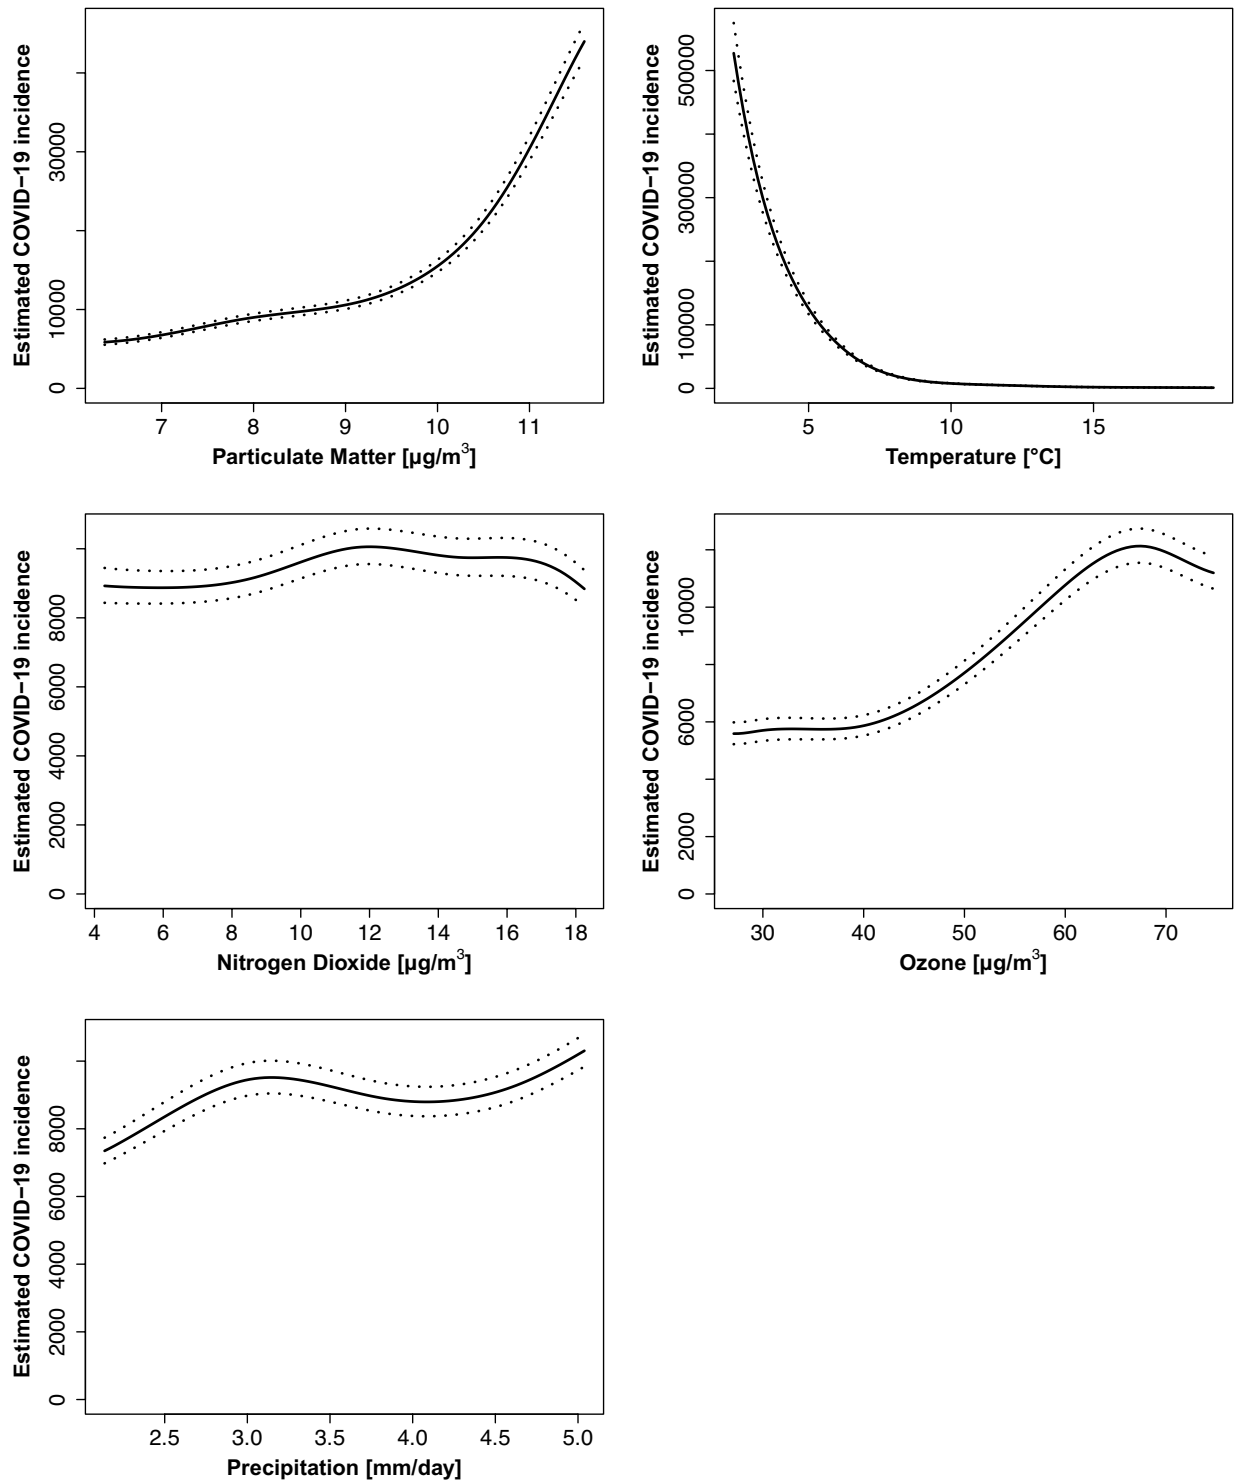 Estimated COVID−19 incidence
30000
10000
0
7 8 9 10 11
Particulate Matter [µg/m³]
Estimated COVID−19 incidence
500000
300000
100000
0
5 10 15
Temperature [°C]
Estimated COVID−19 incidence
8000
6000
4000
2000
0
4 6 8 10 12 14 16 18
Nitrogen Dioxide [µg/m³]
Estimated COVID−19 incidence
10000
6000
2000
0
30 40 50 60 70
Ozone [µg/m³]
Estimated COVID−19 incidence
8000
6000
4000
2000
0
2.5 3.0 3.5 4.0 4.5 5.0
Precipitation [mm/day]